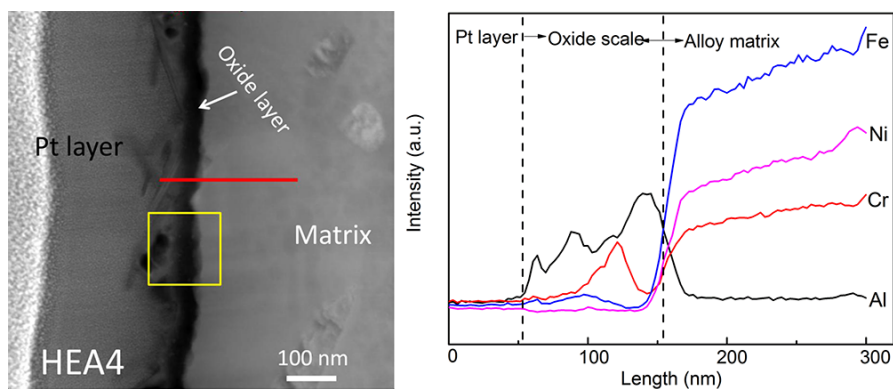 Oxide layer
Pt layer
Matrix
HEA4
100 nm
Pt layer
Oxide scale
Alloy matrix
Fe
Ni
Cr
Al
Intensity (a.u.)
0
100
200
300
Length (nm)